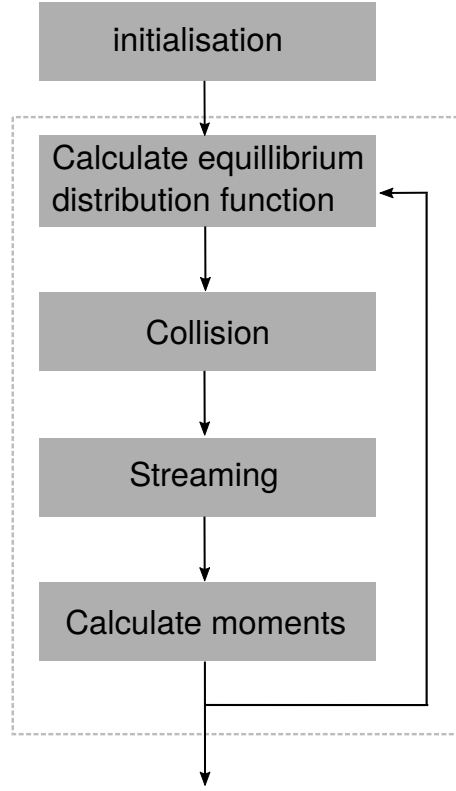 initialisation
Calculate equillibrium
distribution function
Collision
Streaming
Calculate moments